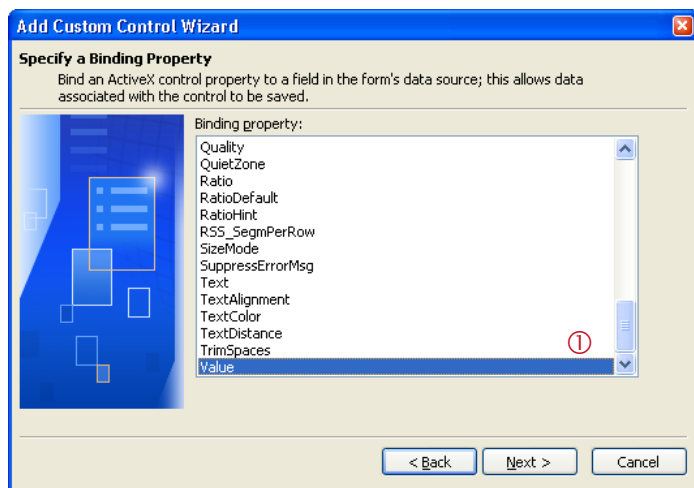 Add Custom Control Wizard
Specify a Binding Property
Bind an ActiveX control property to a field in the form's data source; this allows data
associated with the control to be saved.
Binding property:
Quality
QuietZone
Ratio
RatioDefault
RatioHint
RSS_SegmPerRow
SizeMode
SuppressErrorMsg
Text
TextAlignment
TextColor
TextDistance
TrimSpaces
①
Value
< Back
Next >
Cancel